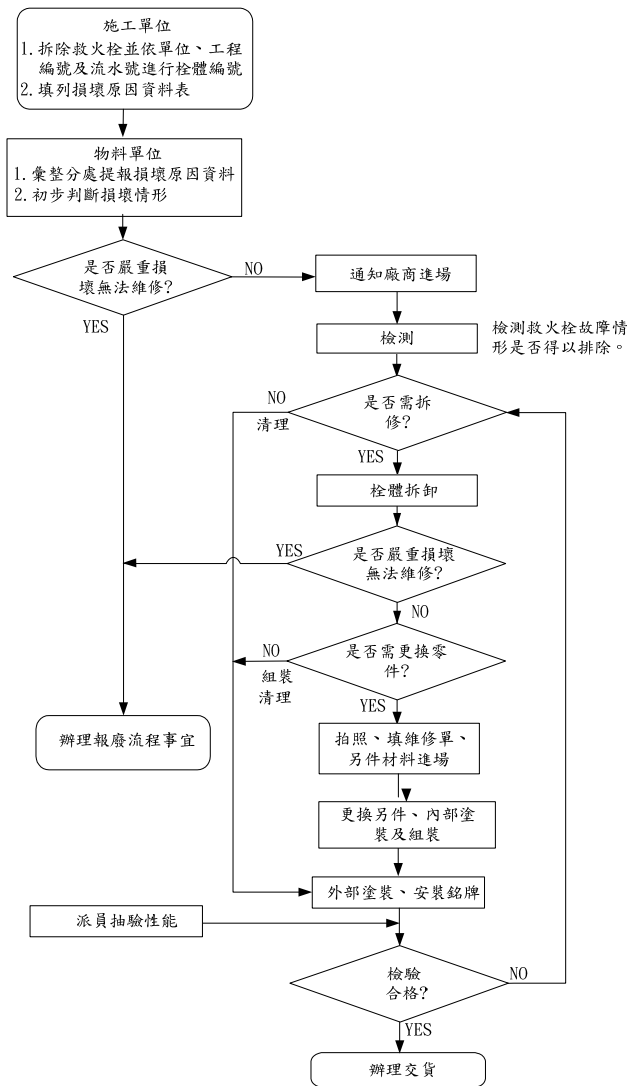 施工單位
1. 拆除救火栓並依單位、工程
編號及流水號進行栓體編號
2. 填列損壞原因資料表
物料單位
1. 彙整分處提報損壞原因資料
2. 初步判斷損壞情形
是否嚴重損
壞無法維修?
NO
YES
通知廠商進場
檢測
檢測救火栓故障情
形是否得以排除。
是否需拆
修?
NO
清理
YES
栓體拆卸
是否嚴重損壞
無法維修?
YES
NO
是否需更換零
件?
NO
組裝
清理
YES
辦理報廢流程事宜
拍照、填維修單、
另件材料進場
更換另件、內部塗
裝及組裝
外部塗裝、安裝銘牌
派員抽驗性能
檢驗
合格?
NO
YES
辦理交貨